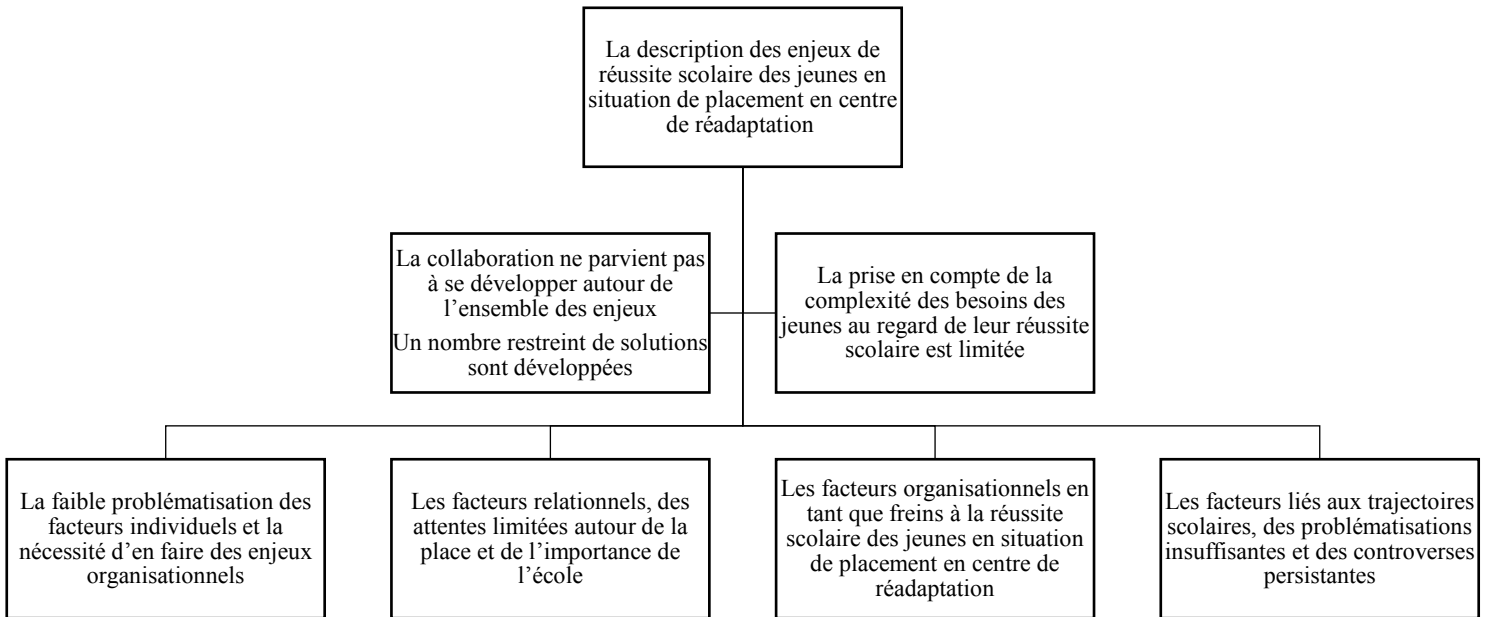 La description des enjeux de
réussite scolaire des jeunes en
situation de placement en centre
de réadaptation
La collaboration ne parvient pas
à se développer autour de
l’ensemble des enjeux
Un nombre restreint de solutions
sont développées
La prise en compte de la
complexité des besoins des
jeunes au regard de leur réussite
scolaire est limitée
La faible problématisation des
facteurs individuels et la
nécessité d’en faire des enjeux
organisationnels
Les facteurs relationnels, des
attentes limitées autour de la
place et de l’importance de
l’école
Les facteurs organisationnels en
tant que freins à la réussite
scolaire des jeunes en situation
de placement en centre de
réadaptation
Les facteurs liés aux trajectoires
scolaires, des problématisations
insuffisantes et des controverses
persistantes